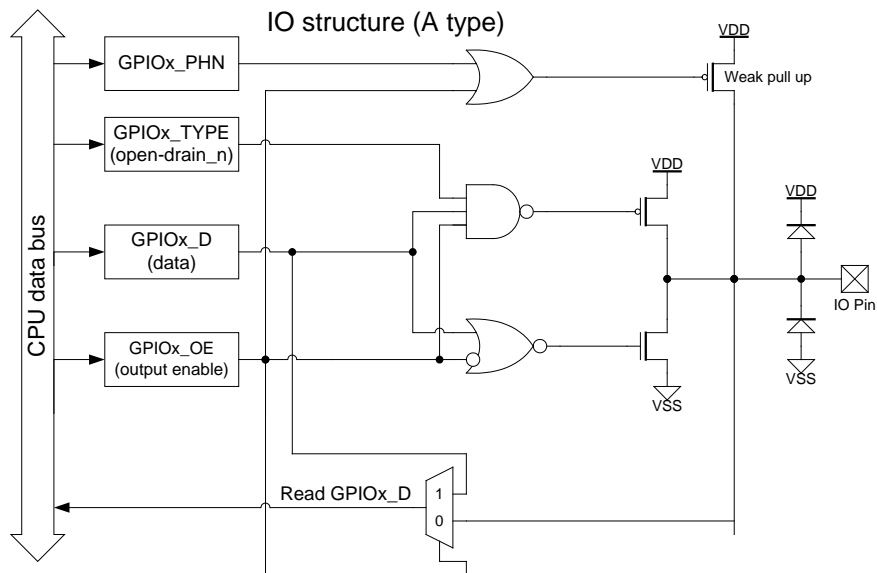 IO structure (A type)
VDD
GPIOx_PHN
Weak pull up
GPIOx_TYPE
(open-drain_n)
VDD
VDD
GPIOx_D
(data)
CPU data bus
IO Pin
GPIOx_OE
(output enable)
VSS
VSS
Read GPIOx_D
1
0